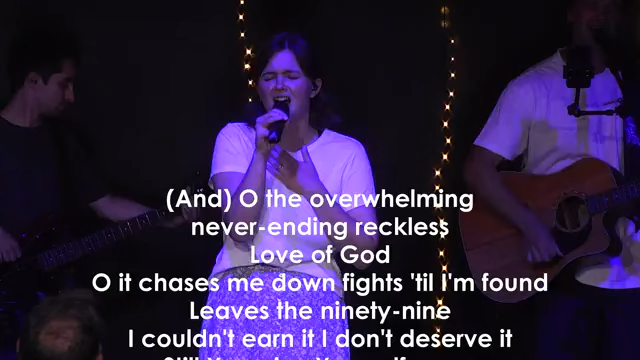 (And) O the overwhelming
never-ending reckless
Love of God
O it chases me down fights 'til I'm found
Leaves the ninety-nine
I couldn't earn it I don't deserve it